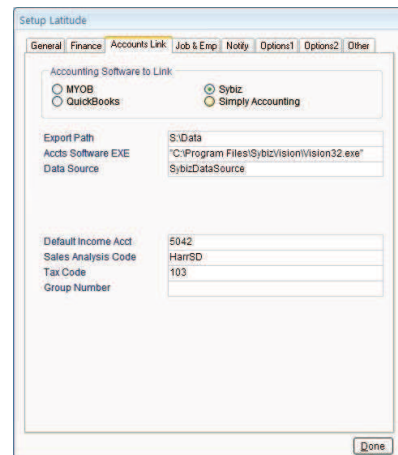 Setup Latitude
General Finance Accounts Link Job & Emp Notify Options1 Options2 Other
Accounting Software to Link
MYOB Sybiz
QuickBooks Simply Accounting
Export Path S:\Data
Accts Software EXE "C:\Program Files\SybizVision\Vision32.exe"
Data Source SybizDataSource
Default Income Acct 5042
Sales Analysis Code HarrSD
Tax Code 103
Group Number
Done